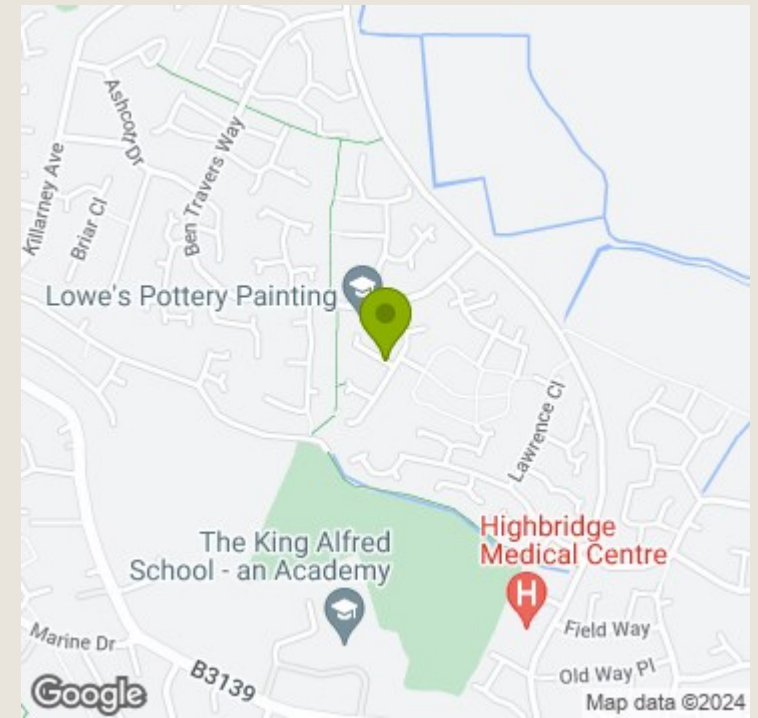 Ashcott Dr
Killarney Ave
Briar Cl
Ben Travers Way
Lowe's Pottery Painting
Lawrence Cl
The King Alfred
School - an Academy
Highbridge
Medical Centre
H
Marine Dr
B3139
Field Way
Old Way Pl
Google
Map data ©2024